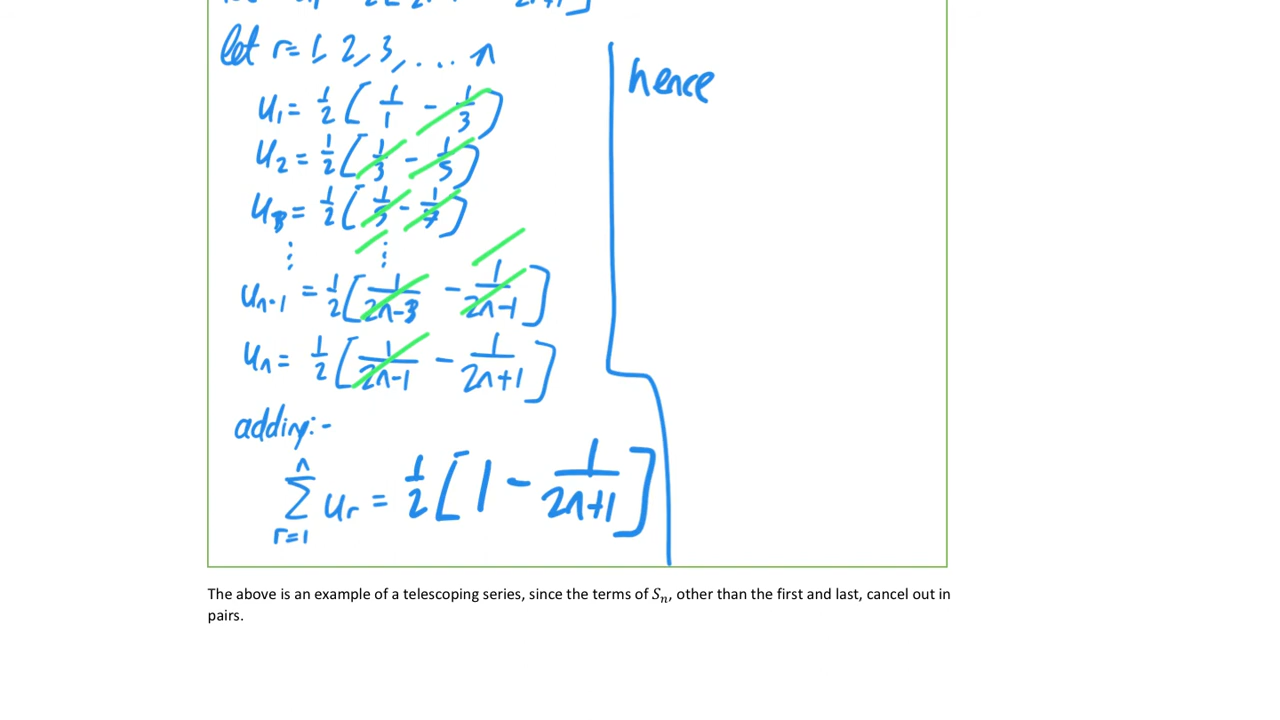 let r = 1, 2, 3, ... n
u₁ = 1/2 [ 1/1 - 1/3 ]
u₂ = 1/2 [ 1/3 - 1/5 ]
u₃ = 1/2 [ 1/5 - 1/7 ]
⋮ ⋮
uₙ₋₁ = 1/2 [ 1/(2n-3) - 1/(2n-1) ]
uₙ = 1/2 [ 1/(2n-1) - 1/(2n+1) ]
adding:-
∑ₙ r=1 uᵣ = 1/2 [ 1 - 1/(2n+1) ]
hence
The above is an example of a telescoping series, since the terms of Sₙ, other than the first and last, cancel out in
pairs.